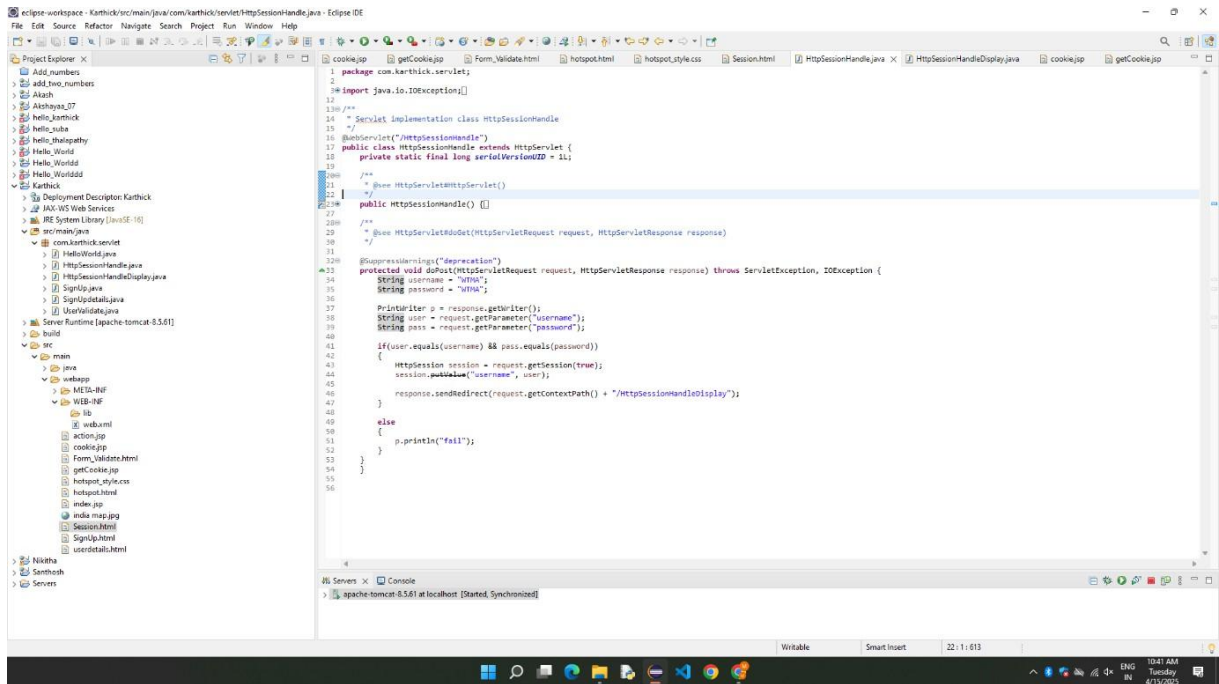 eclipse-workspace - Karthick/src/main/java/com/karthick/servlet/HttpSessionHandle.java - Eclipse IDE
File Edit Source Refactor Navigate Search Project Run Window Help
Project Explorer
cookie.jsp getCookie.jsp Form_Validate.html hotspot.html hotspot_style.css Session.html HttpSessionHandle.java HttpSessionHandleDisplay.java cookie.jsp getCookie.jsp
Add_numbers
add_two_numbers
Akash
Akshayaa_07
hello_karthick
hello_suba
hello_thalapathy
Hello_World
Hello_Worldd
Hello_Worlddd
Karthick
Deployment Descriptor: Karthick
JAX-WS Web Services
JRE System Library [JavaSE-16]
src/main/java
com.karthick.servlet
HelloWorld.java
HttpSessionHandle.java
HttpSessionHandleDisplay.java
SignUp.java
SignUpdetails.java
UserValidate.java
Server Runtime [apache-tomcat-8.5.61]
build
src
main
java
webapp
META-INF
WEB-INF
lib
web.xml
action.jsp
cookie.jsp
Form_Validate.html
getCookie.jsp
hotspot_style.css
hotspot.html
index.jsp
india map.jpg
Session.html
SignUp.html
userdetails.html
Nikitha
Santhosh
Servers
1 package com.karthick.servlet;
2
3 import java.io.IOException;
12
13 /**
14 * Servlet implementation class HttpSessionHandle
15 */
16 @WebServlet("/HttpSessionHandle")
17 public class HttpSessionHandle extends HttpServlet {
18 private static final long serialVersionUID = 1L;
19
20 /**
21 * @see HttpServlet#HttpServlet()
22 */
23 public HttpSessionHandle() {
27
28 /**
29 * @see HttpServlet#doGet(HttpServletRequest request, HttpServletResponse response)
30 */
31
32 @SuppressWarnings("deprecation")
33 protected void doPost(HttpServletRequest request, HttpServletResponse response) throws ServletException, IOException {
34 String username = "WTMA";
35 String password = "WTMA";
36
37 PrintWriter p = response.getWriter();
38 String user = request.getParameter("username");
39 String pass = request.getParameter("password");
40
41 if(user.equals(username) && pass.equals(password))
42 {
43 HttpSession session = request.getSession(true);
44 session.putValue("username", user);
45
46 response.sendRedirect(request.getContextPath() + "/HttpSessionHandleDisplay");
47 }
48
49 else
50 {
51 p.println("fail");
52 }
53 }
54 }
55
56
Servers Console
apache-tomcat-8.5.61 at localhost [Started, Synchronized]
Writable Smart Insert 22 : 1 : 613
ENG
IN
10:41 AM
Tuesday
4/15/2025